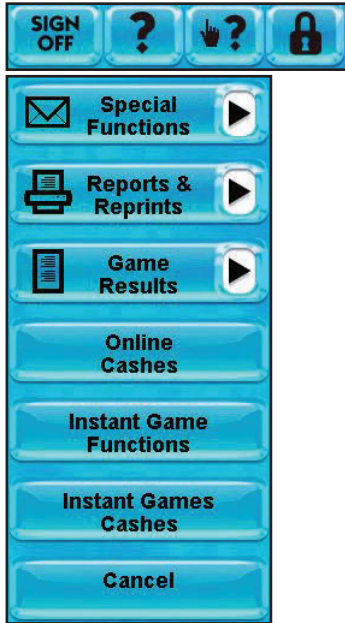 SIGN
OFF
?
?
Special
Functions
Reports &
Reprints
Game
Results
Online
Cashes
Instant Game
Functions
Instant Games
Cashes
Cancel